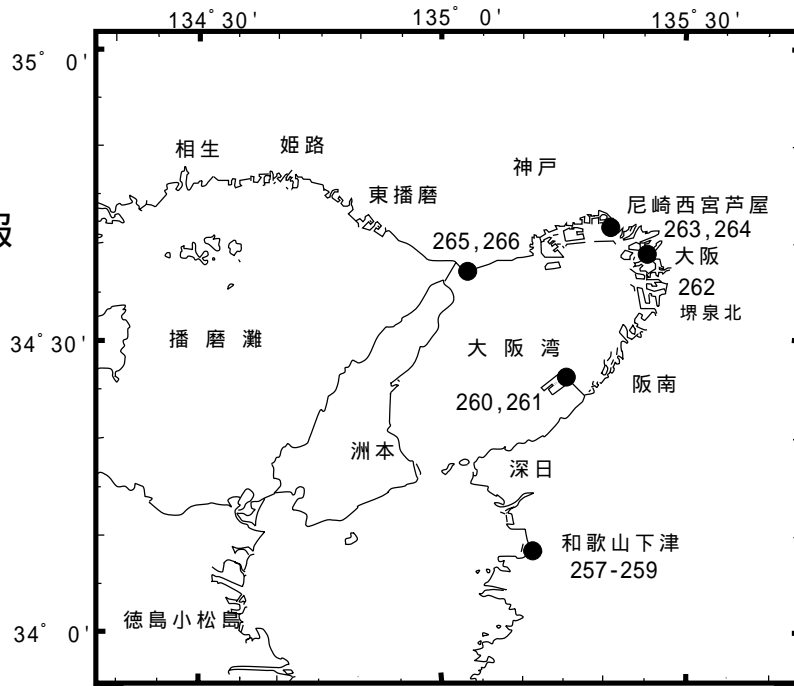 134° 30'
135° 0'
135° 30'
35° 0'
相生
姫路
神戸
東播磨
尼崎西宮芦屋
263,264
報
265,266
大阪
262
堺泉北
34° 30'
播磨灘
大阪湾
阪南
260,261
洲本
深日
和歌山下津
257-259
徳島小松島
34° 0'